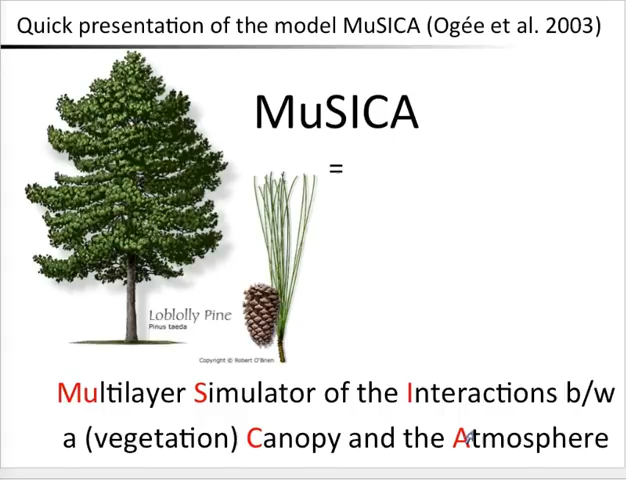 Quick presentation of the model MuSICA (Ogée et al. 2003)
MuSICA
=
Loblolly Pine
Pinus taeda
Copyright © Robert O'Brien
Multilayer Simulator of the Interactions b/w
a (vegetation) Canopy and the Atmosphere